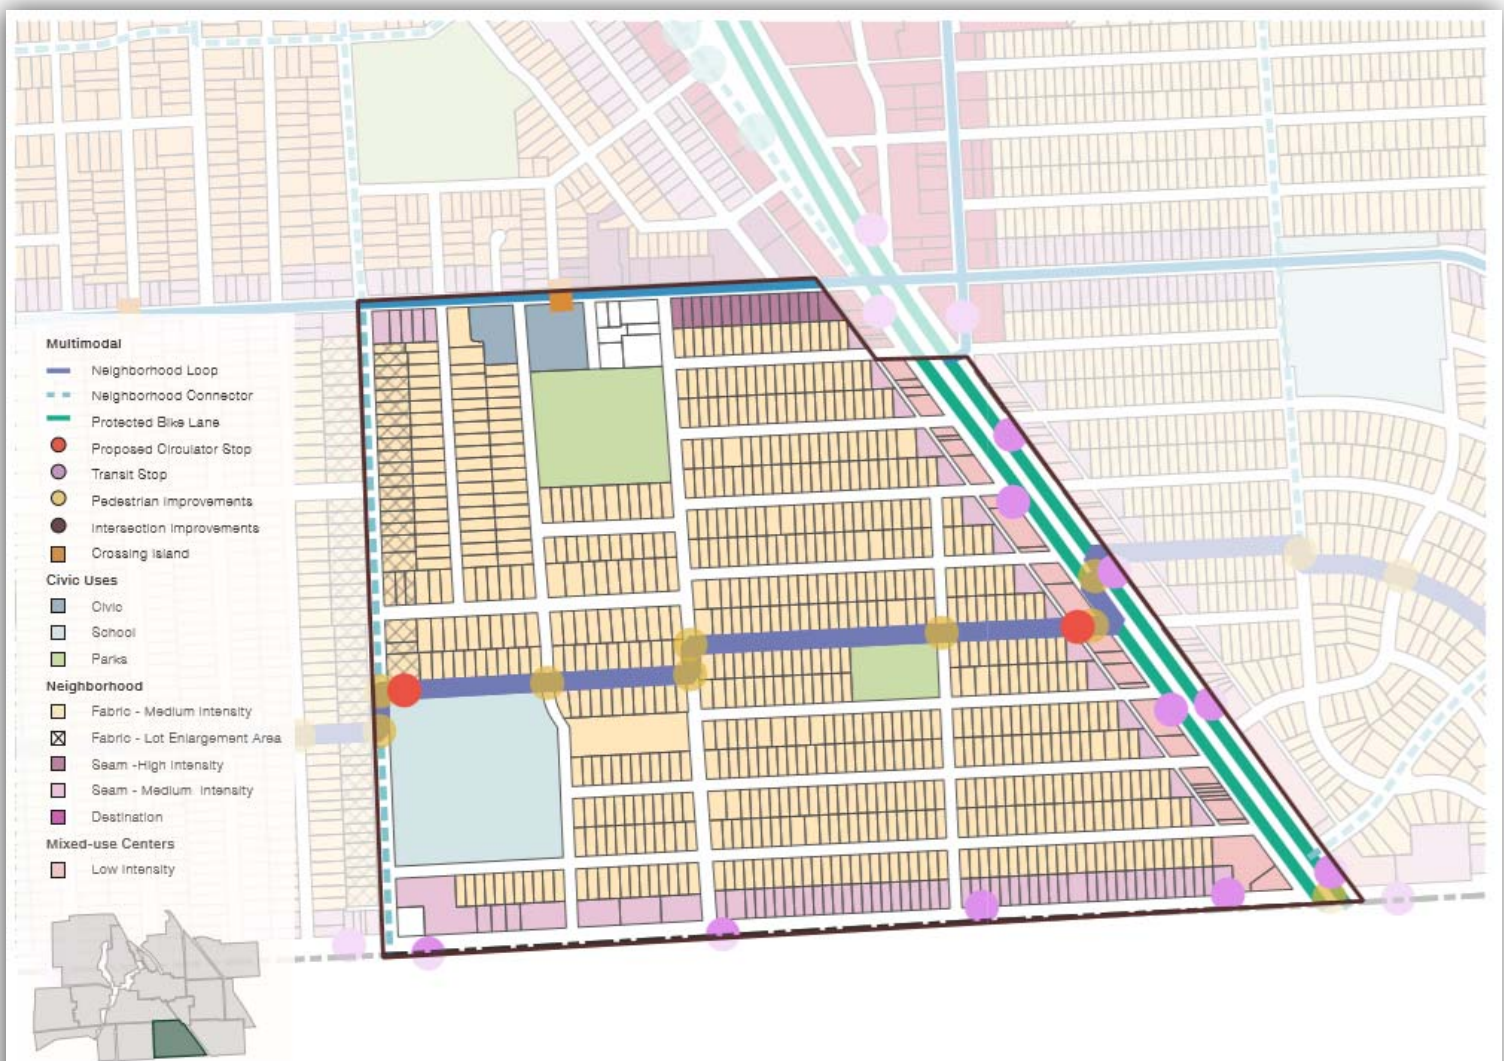 Multimodal
Neighborhood Loop
Neighborhood Connector
Protected Bike Lane
Proposed Circulator Stop
Transit Stop
Pedestrian Improvements
Intersection Improvements
Crossing Island
Civic Uses
Civic
School
Parks
Neighborhood
Fabric - Medium Intensity
Fabric - Lot Enlargement Area
Seam -High Intensity
Seam - Medium Intensity
Destination
Mixed-use Centers
Low Intensity